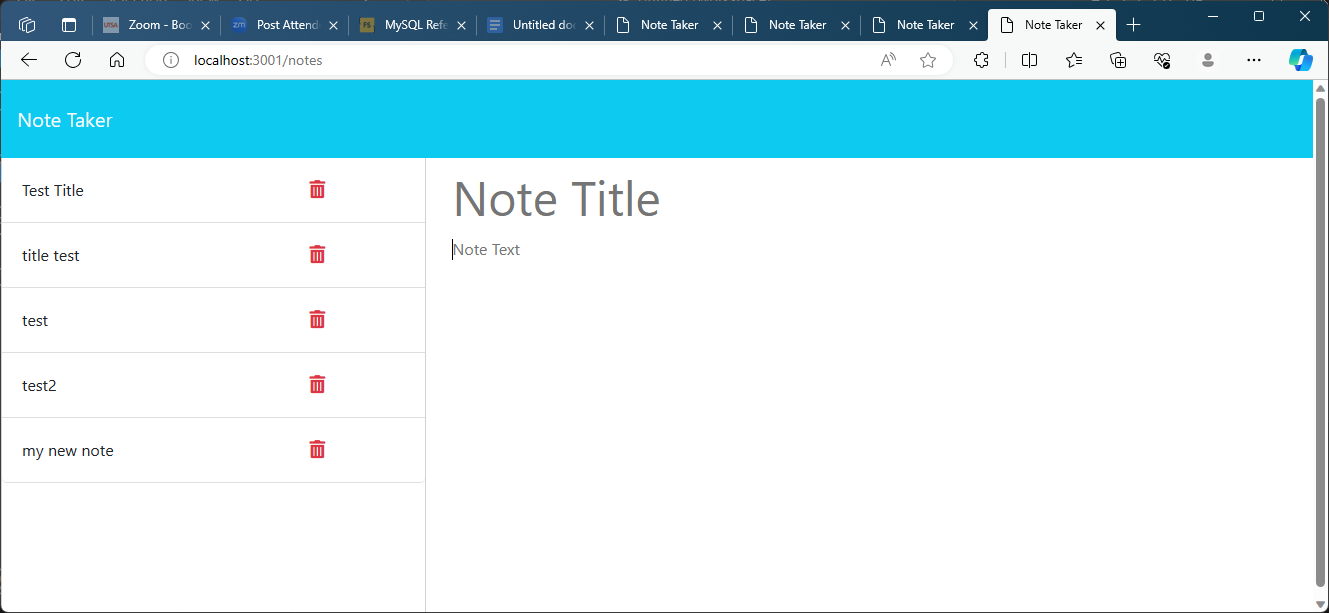 Zoom - Boo
Post Attend
MySQL Refe
Untitled doc
Note Taker
Note Taker
Note Taker
Note Taker
localhost:3001/notes
Note Taker
Test Title
title test
test
test2
my new note
Note Title
Note Text